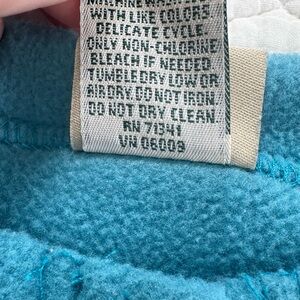 WITH LIKE COLORS
DELICATE CYCLE
ONLY NON-CHLORINE
BLEACH IF NEEDED
TUMBLE DRY LOW OR
AIR DRY. DO NOT IRON.
DO NOT DRY CLEAN.
RN 71341
VN 06009